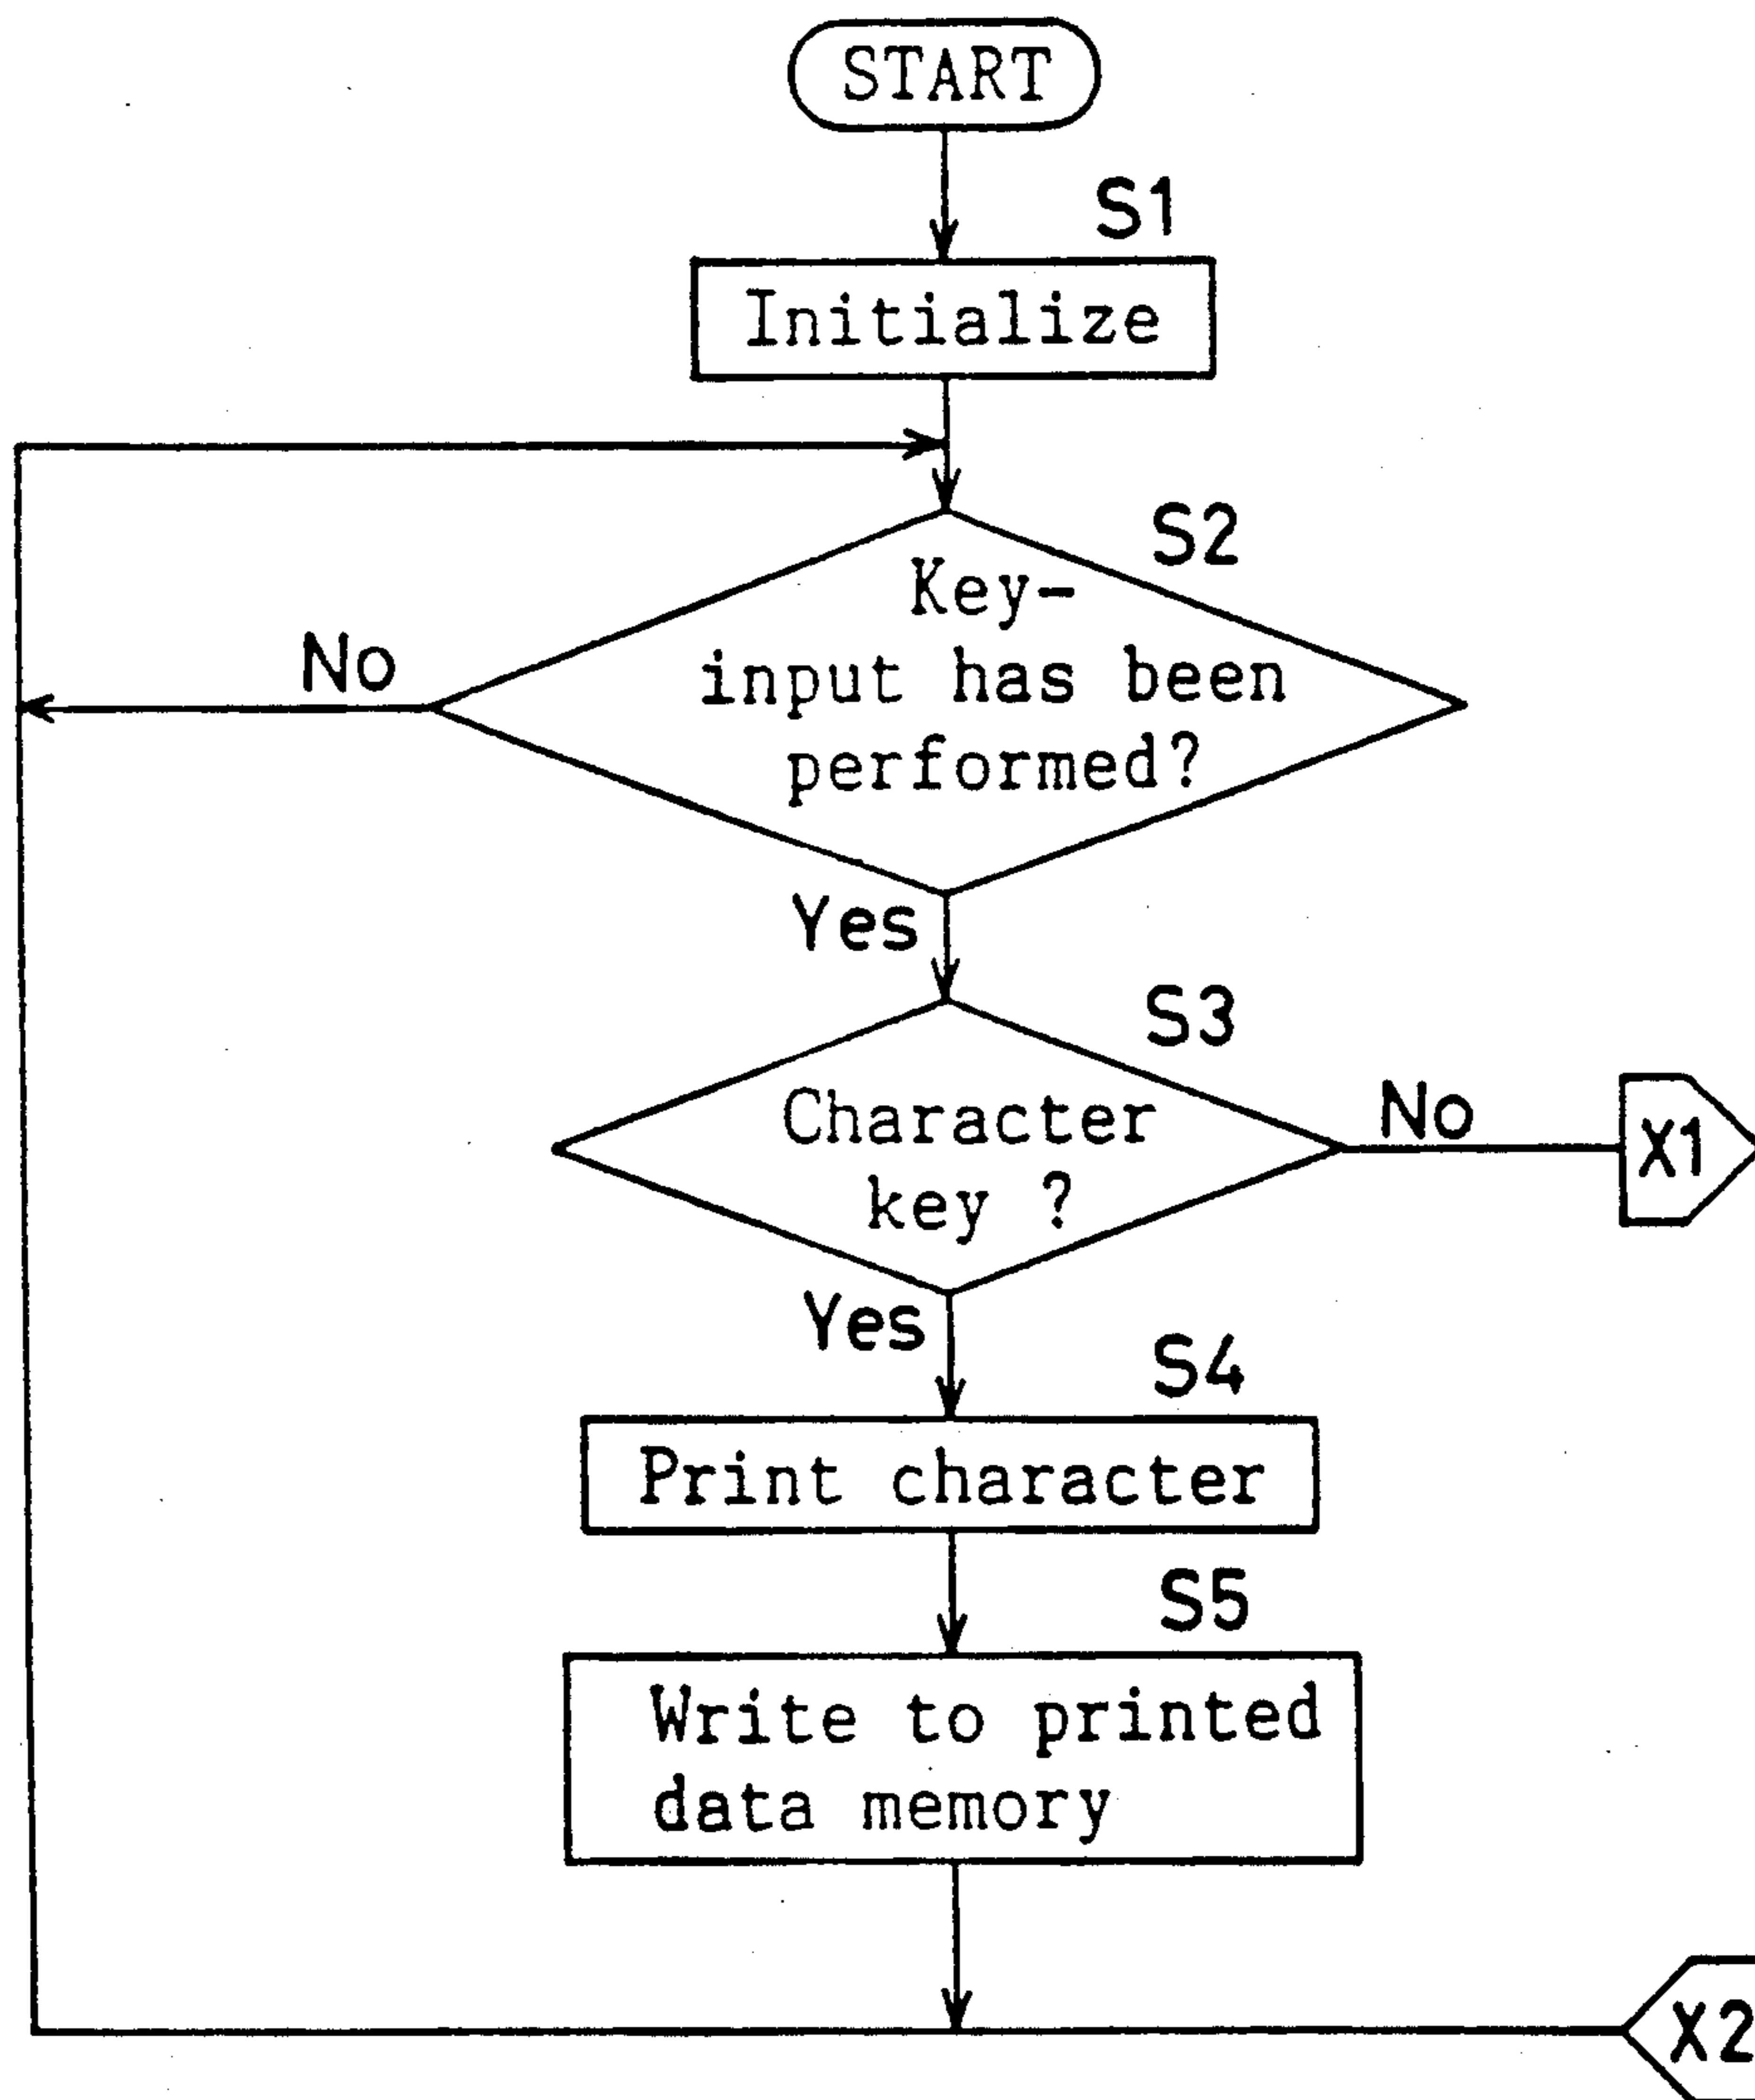 START
S1
Initialize
S2
Key-
input has been
performed?
No
Yes
S3
Character
key ?
No
X1
Yes
S4
Print character
S5
Write to printed
data memory
X2